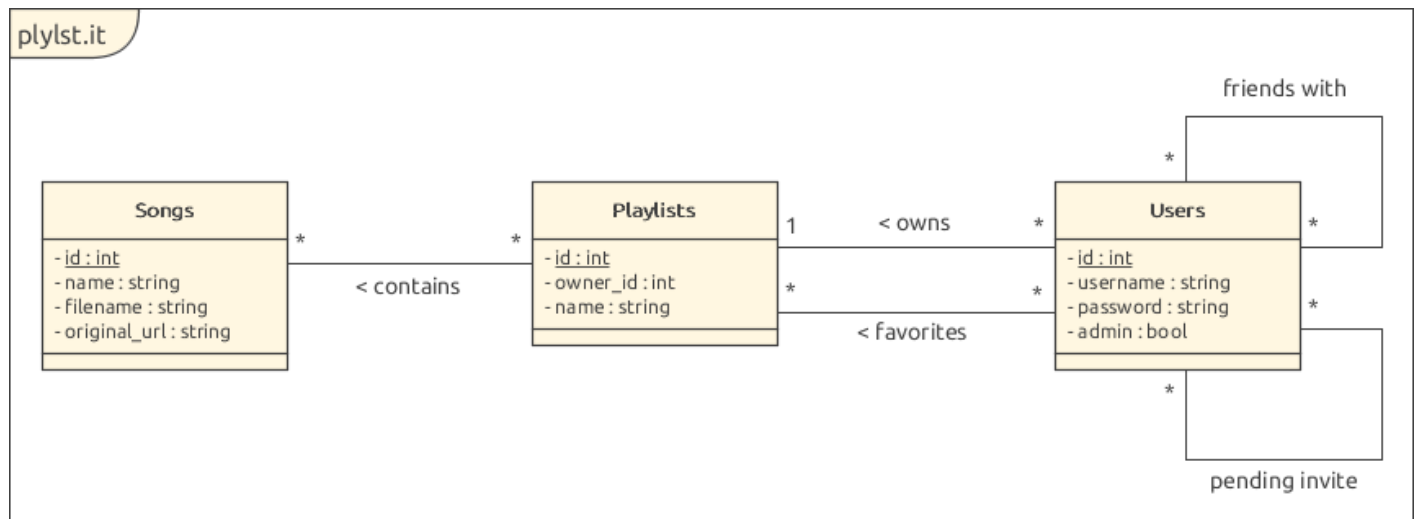 plylst.it
friends with
*
*
Songs
- id : int
- name : string
- filename : string
- original_url : string
*
*
< contains
Playlists
- id : int
- owner_id : int
- name : string
1
*
< owns
*
*
< favorites
Users
- id : int
- username : string
- password : string
- admin : bool
*
*
pending invite